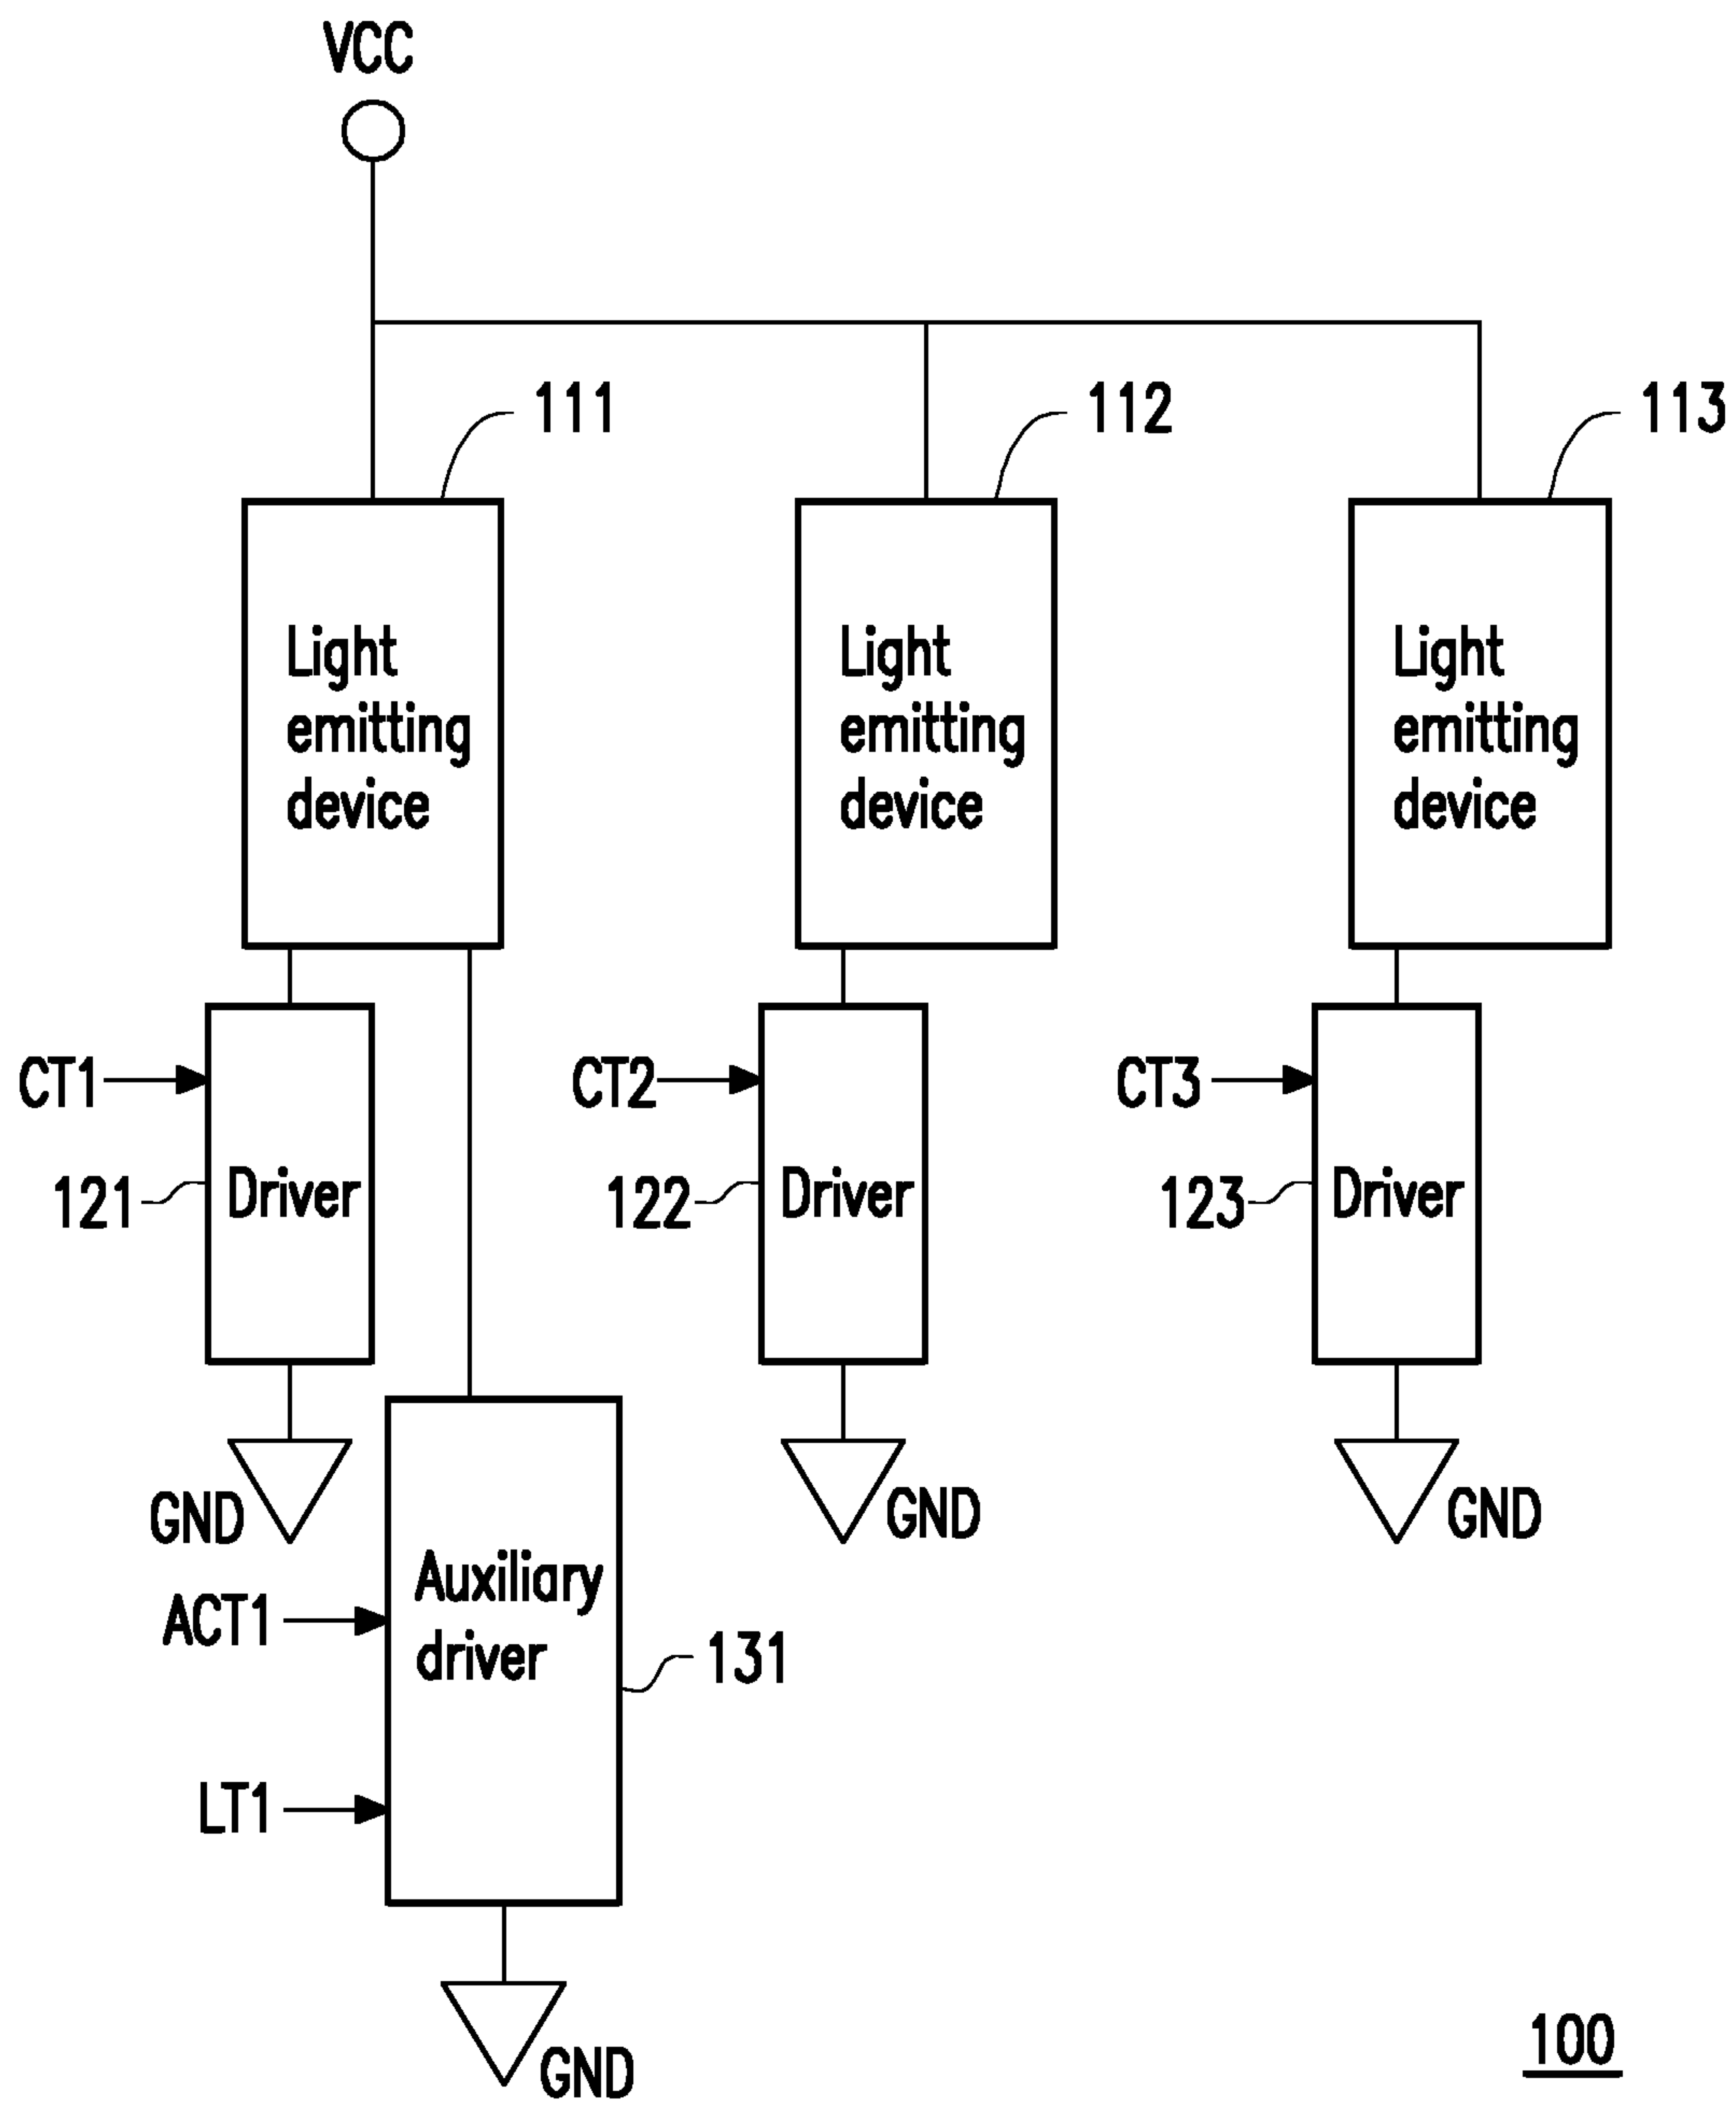 VCC
111
112
113
Light
emitting
device
Light
emitting
device
Light
emitting
device
CT1
CT2
CT3
121
Driver
122
Driver
123
Driver
GND
GND
GND
ACT1
Auxiliary
driver
131
LT1
GND
100